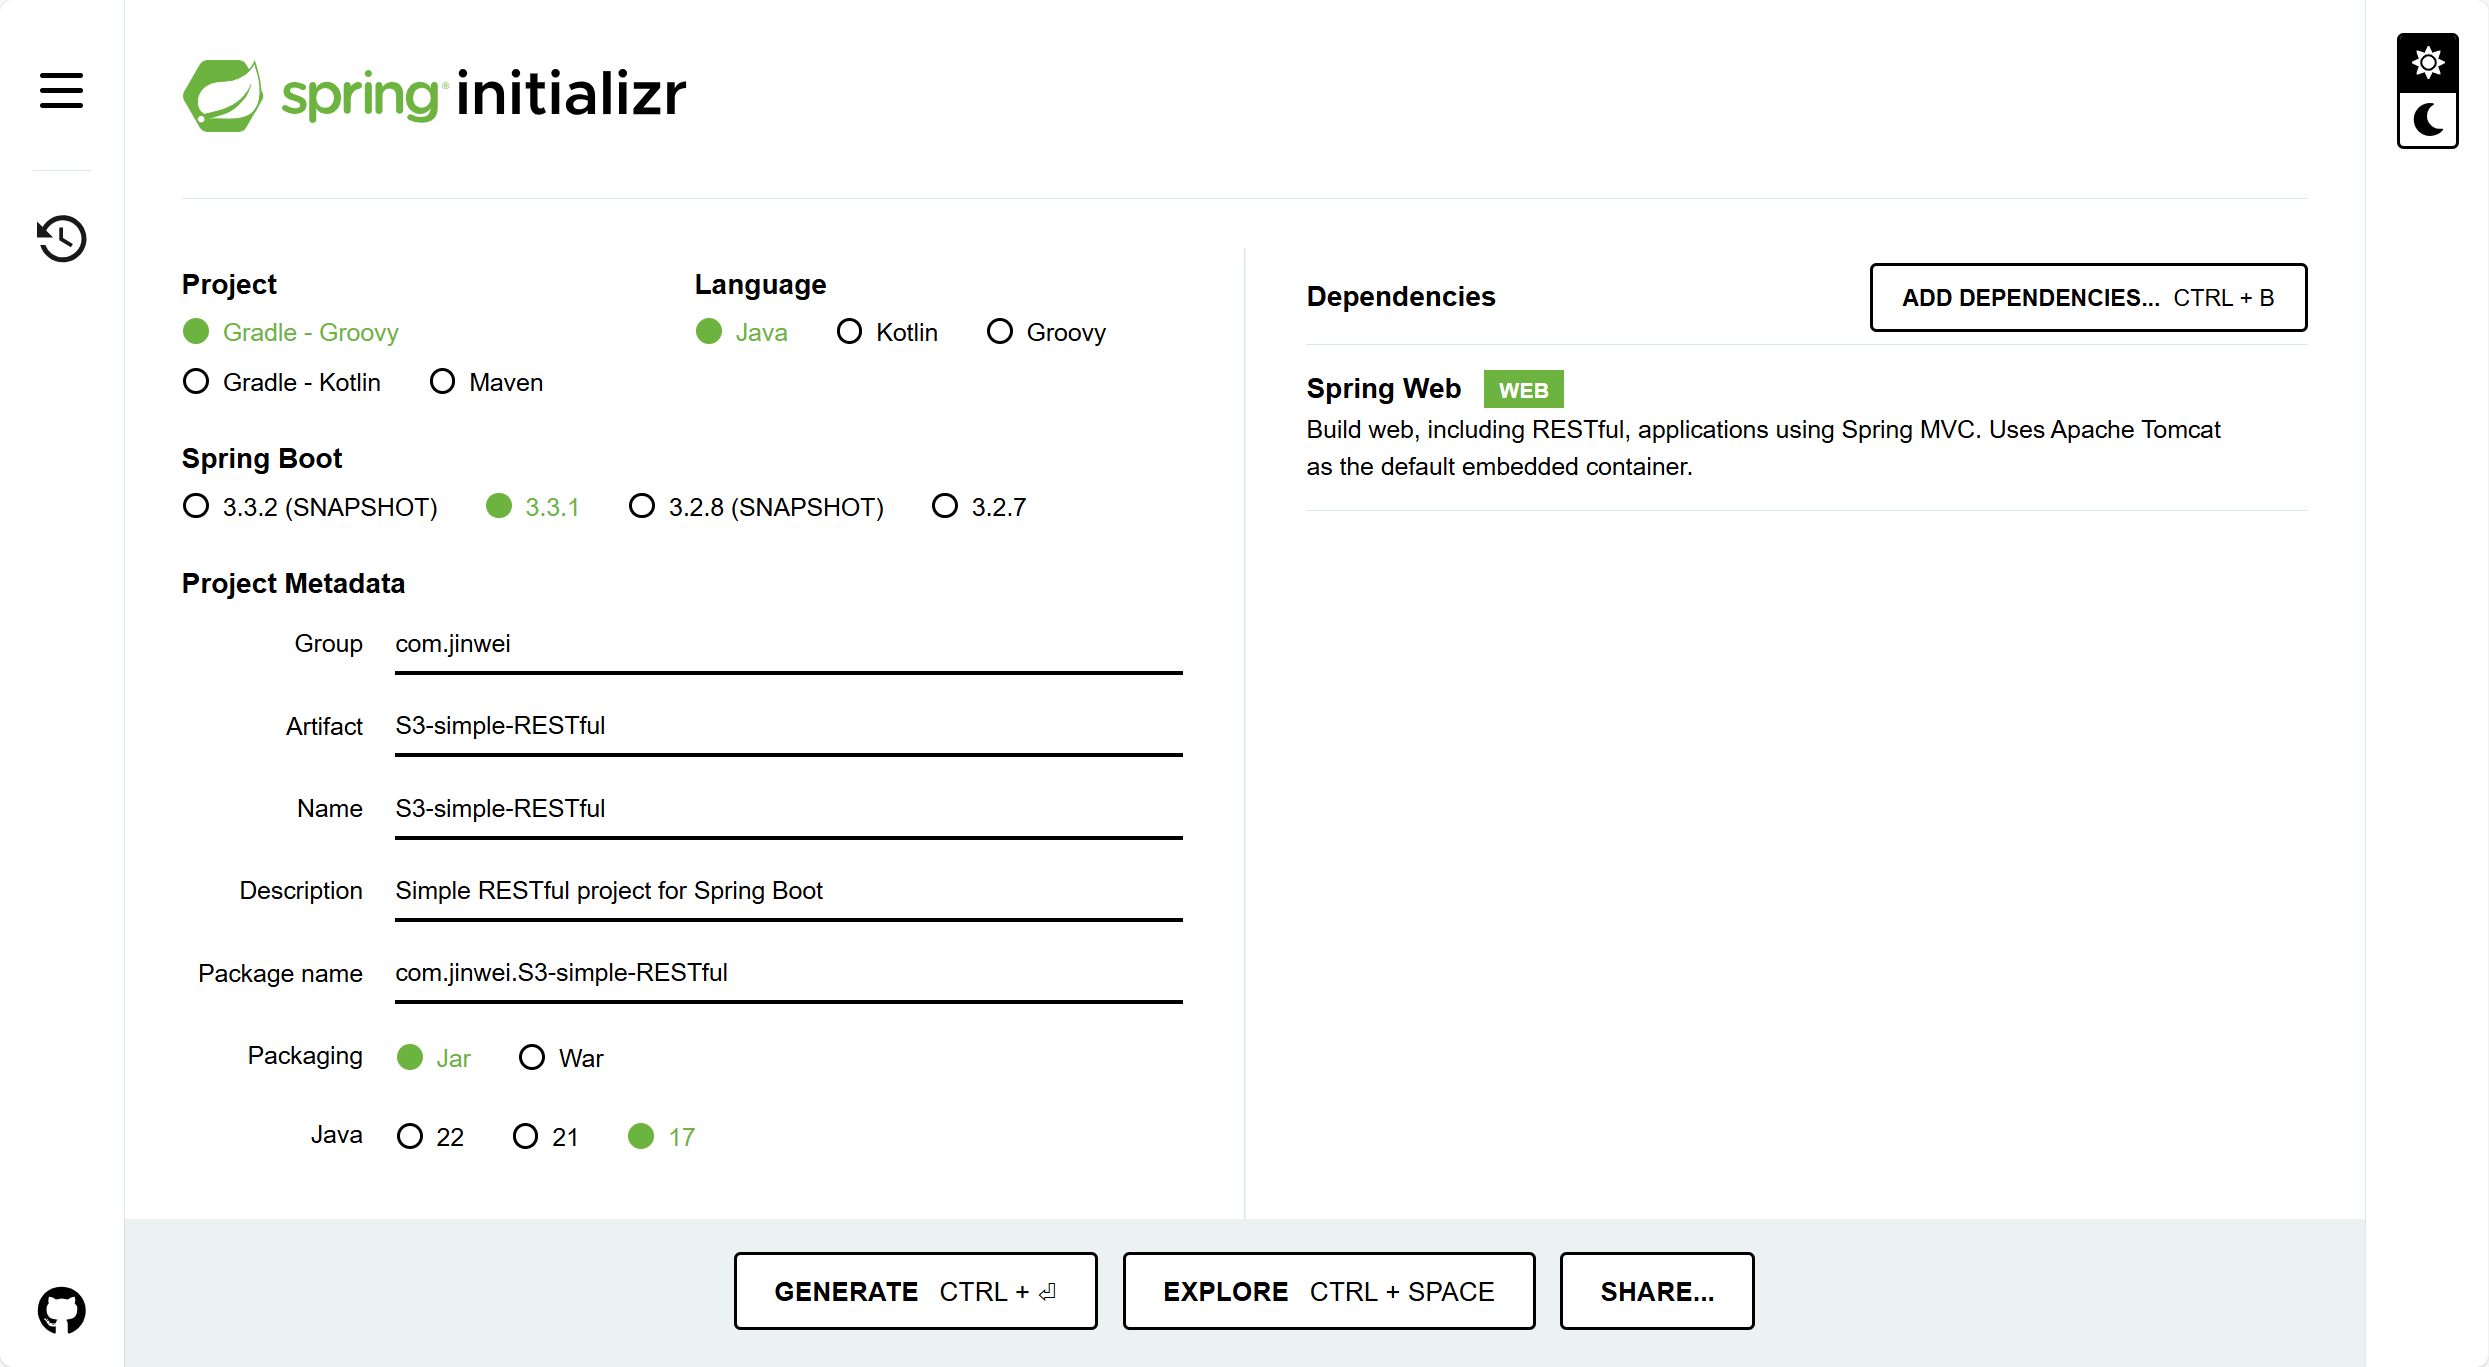 spring initializr
Project
Gradle - Groovy
Gradle - Kotlin Maven
Language
Java Kotlin Groovy
Spring Boot
3.3.2 (SNAPSHOT) 3.3.1 3.2.8 (SNAPSHOT) 3.2.7
Project Metadata
Group com.jinwei
Artifact S3-simple-RESTful
Name S3-simple-RESTful
Description Simple RESTful project for Spring Boot
Package name com.jinwei.S3-simple-RESTful
Packaging Jar War
Java 22 21 17
Dependencies ADD DEPENDENCIES... CTRL + B
Spring Web WEB
Build web, including RESTful, applications using Spring MVC. Uses Apache Tomcat
as the default embedded container.
GENERATE CTRL + ⏎ EXPLORE CTRL + SPACE SHARE...